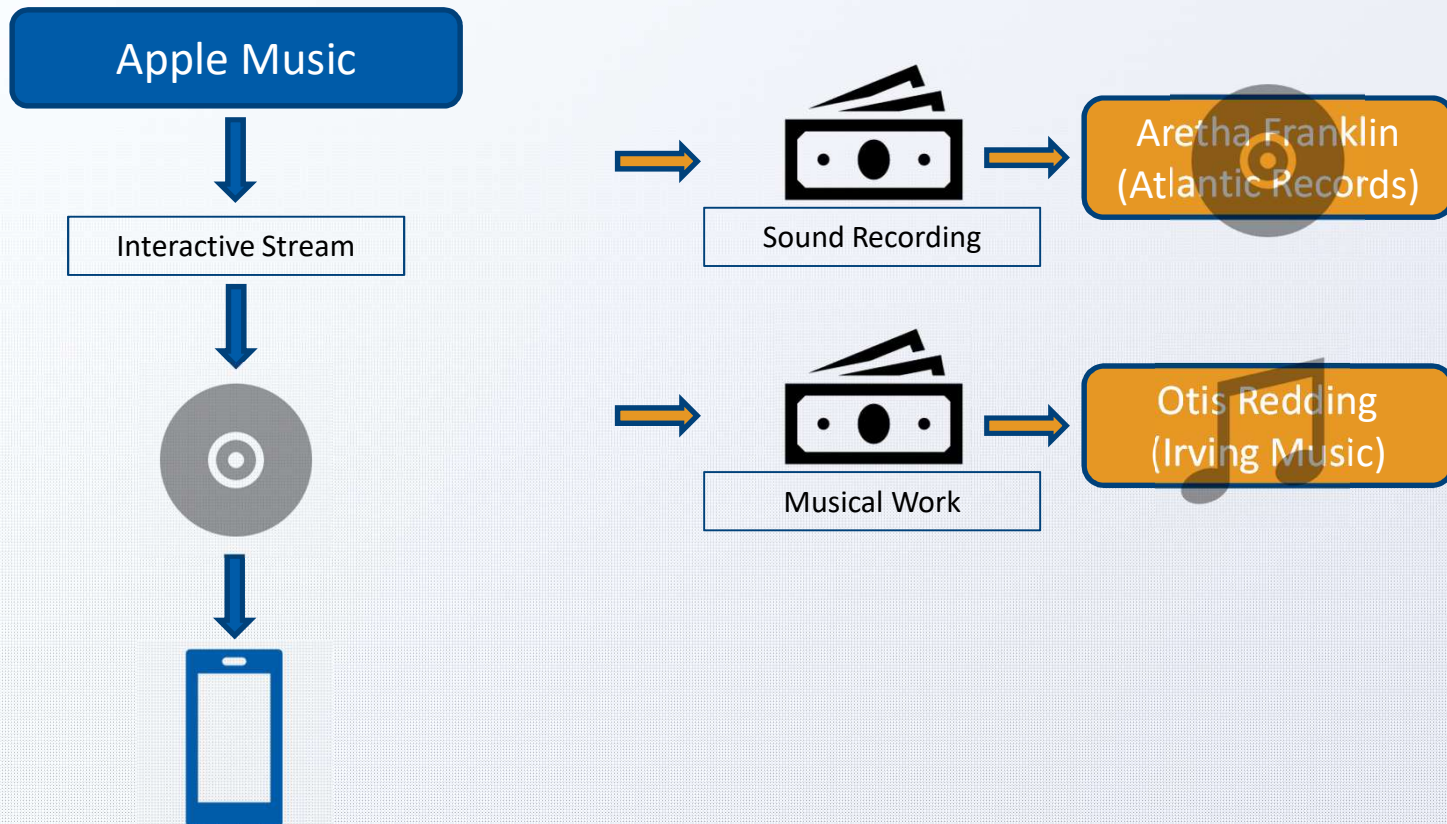 Apple Music
Interactive Stream
Sound Recording
Aretha Franklin
(Atlantic Records)
Musical Work
Otis Redding
(Irving Music)